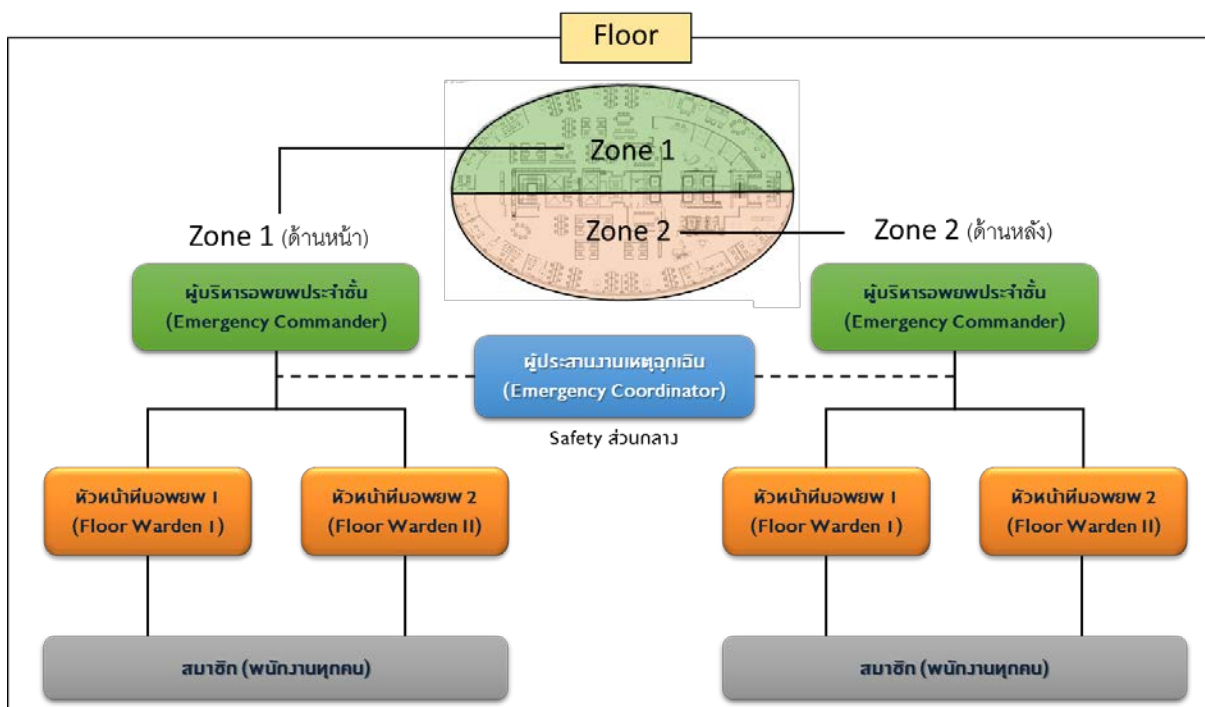 Floor
Zone 1
Zone 2
Zone 1 (ด้านหน้า)
Zone 2 (ด้านหลัง)
ผู้บริหารอพยพประจำชั้น
(Emergency Commander)
ผู้บริหารอพยพประจำชั้น
(Emergency Commander)
ผู้ประสานงานเหตุฉุกเฉิน
(Emergency Coordinator)
Safety ส่วนกลาง
หัวหน้าทีมอพยพ 1
(Floor Warden I)
หัวหน้าทีมอพยพ 2
(Floor Warden II)
หัวหน้าทีมอพยพ 1
(Floor Warden I)
หัวหน้าทีมอพยพ 2
(Floor Warden II)
สมาชิก (พนักงานทุกคน)
สมาชิก (พนักงานทุกคน)